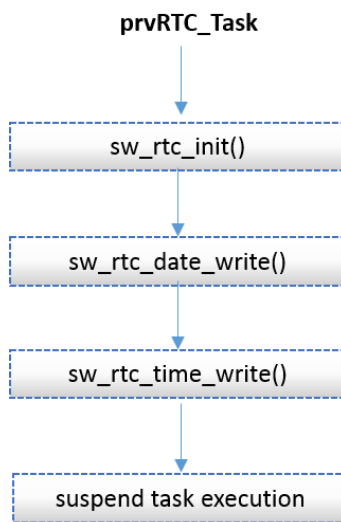 prvRTC_Task
sw_rtc_init()
sw_rtc_date_write()
sw_rtc_time_write()
suspend task execution